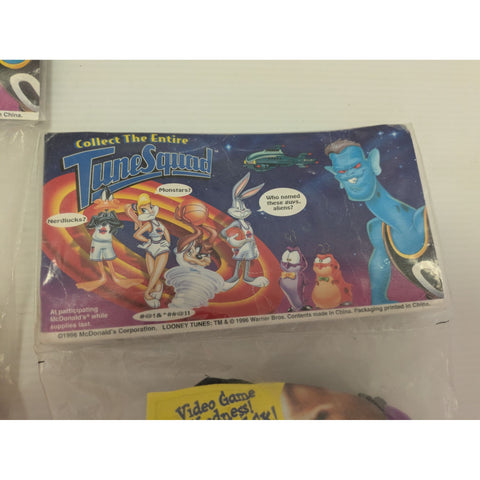 n China.
Collect The Entire
TuneSquad
Nerdlucks?
Monstars?
Who named
these guys,
aliens?
At participating
McDonald's® while
supplies last.
#@!&*##@!!
©1996 McDonald's Corporation. LOONEY TUNES: TM & © 1996 Warner Bros. Contents made in China. Packaging printed in China.
Video Game